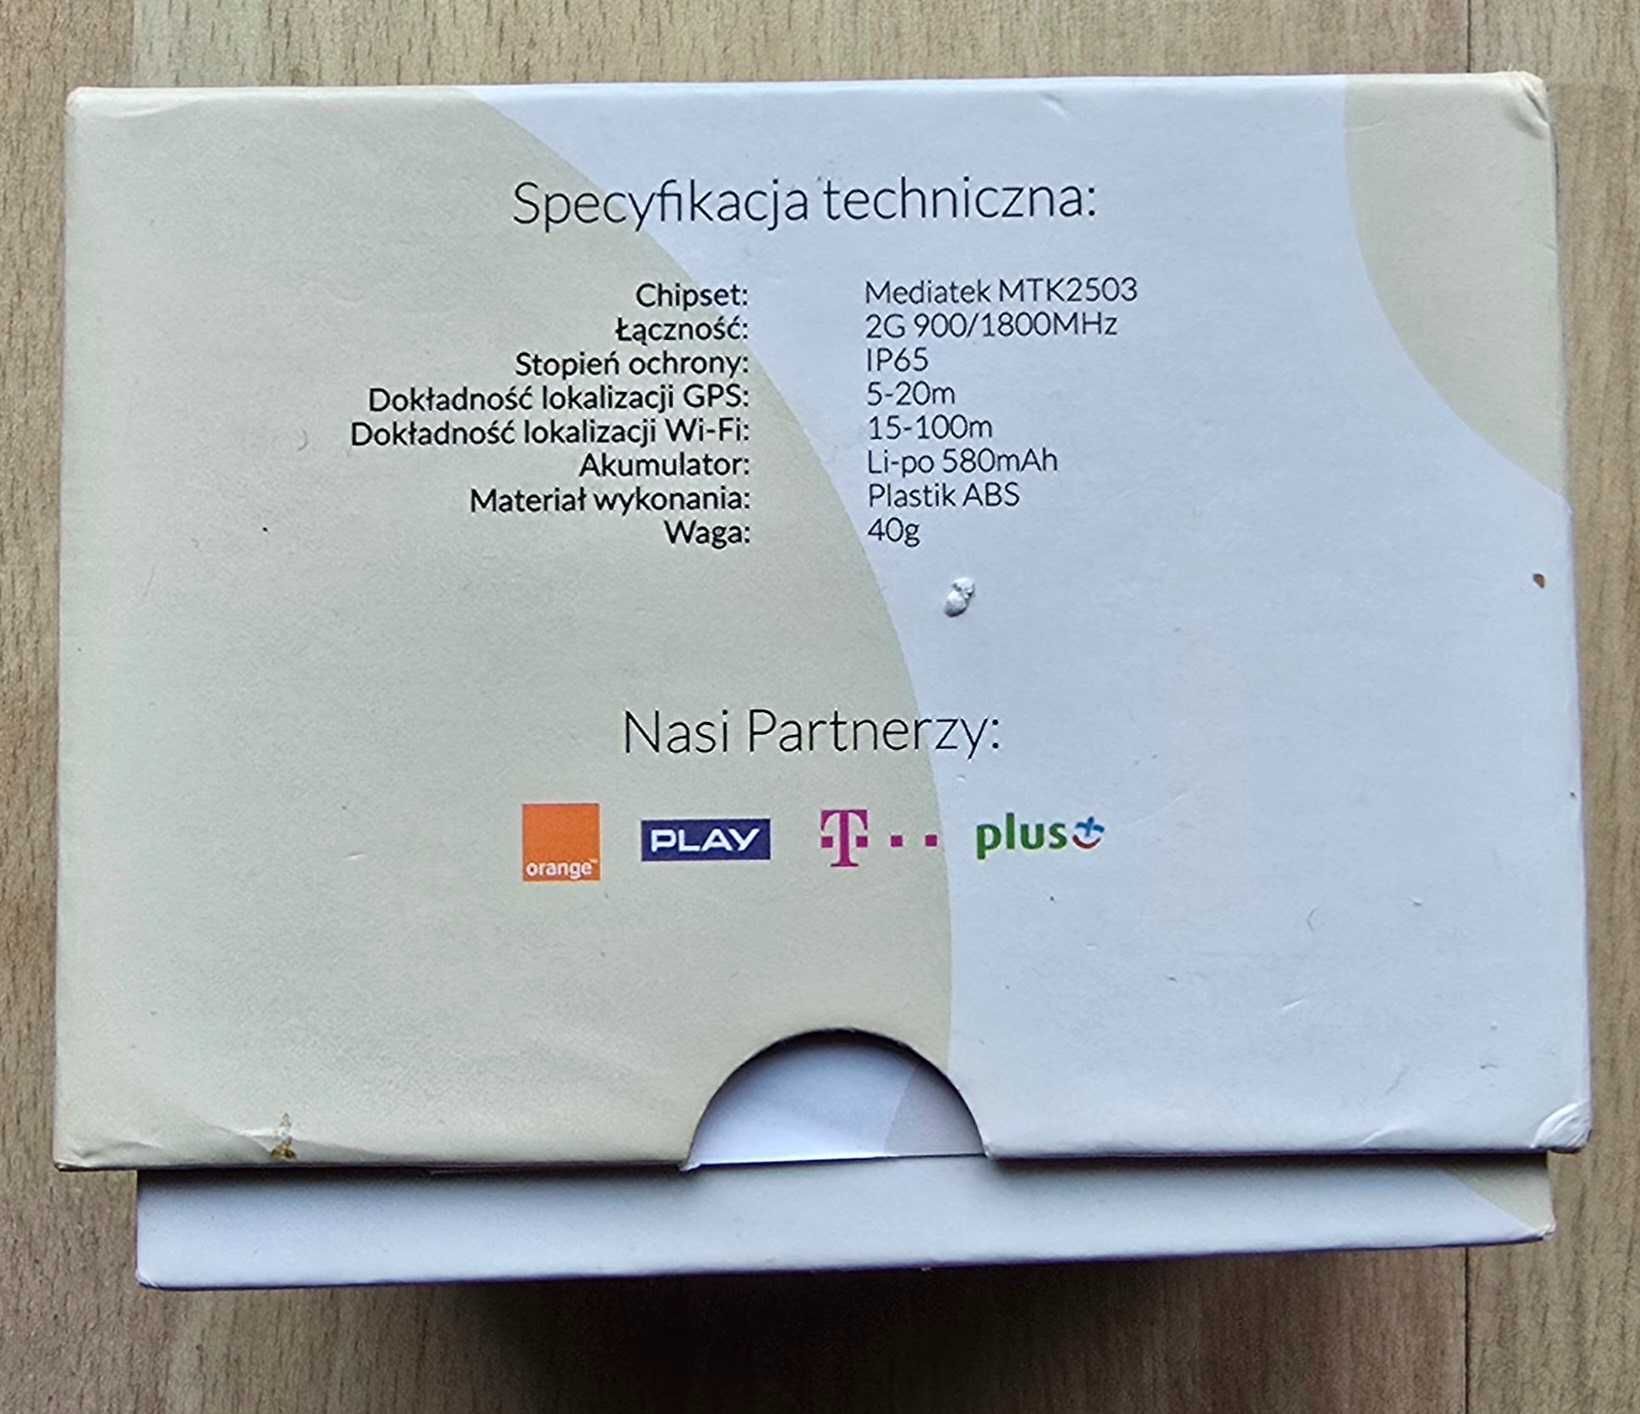 Specyfikacja techniczna:
Chipset: Mediatek MTK2503
Łączność: 2G 900/1800MHz
Stopień ochrony: IP65
Dokładność lokalizacji GPS: 5-20m
Dokładność lokalizacji Wi-Fi: 15-100m
Akumulator: Li-po 580mAh
Materiał wykonania: Plastik ABS
Waga: 40g
Nasi Partnerzy:
orange™ PLAY T·· plus